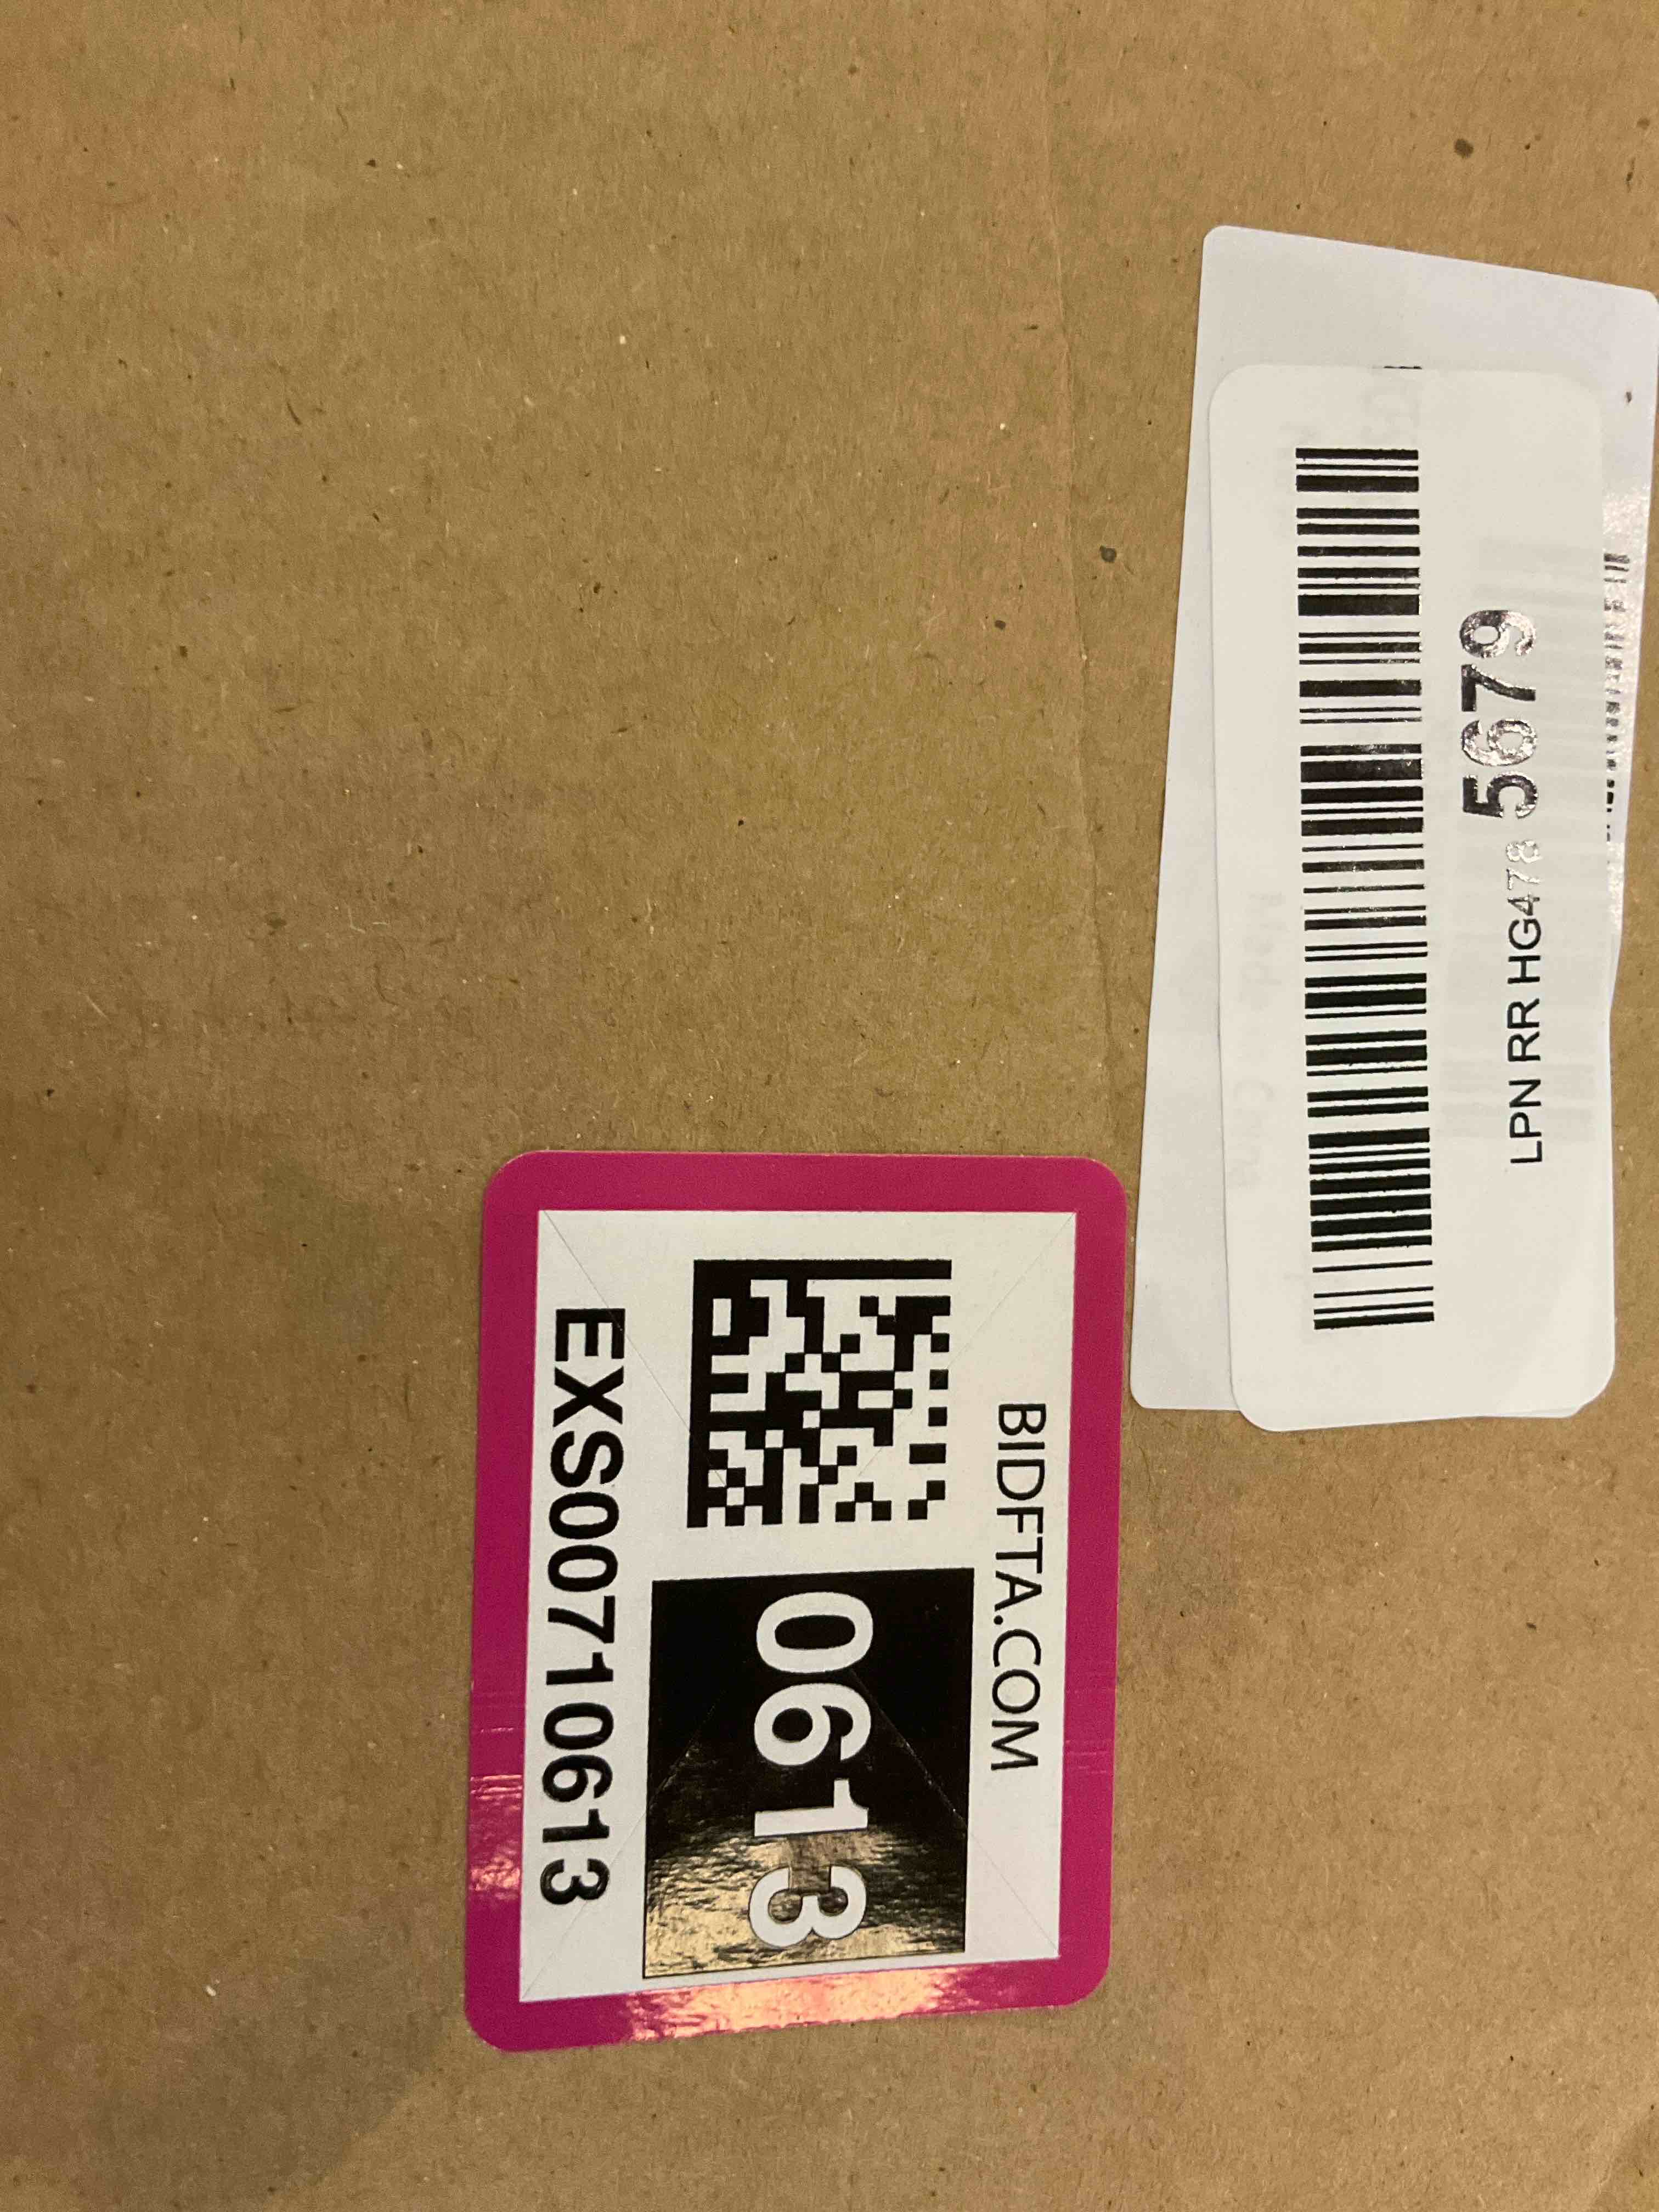 BIDFTA.COM
0613
EXS00710613
LPN RR HG478 5679